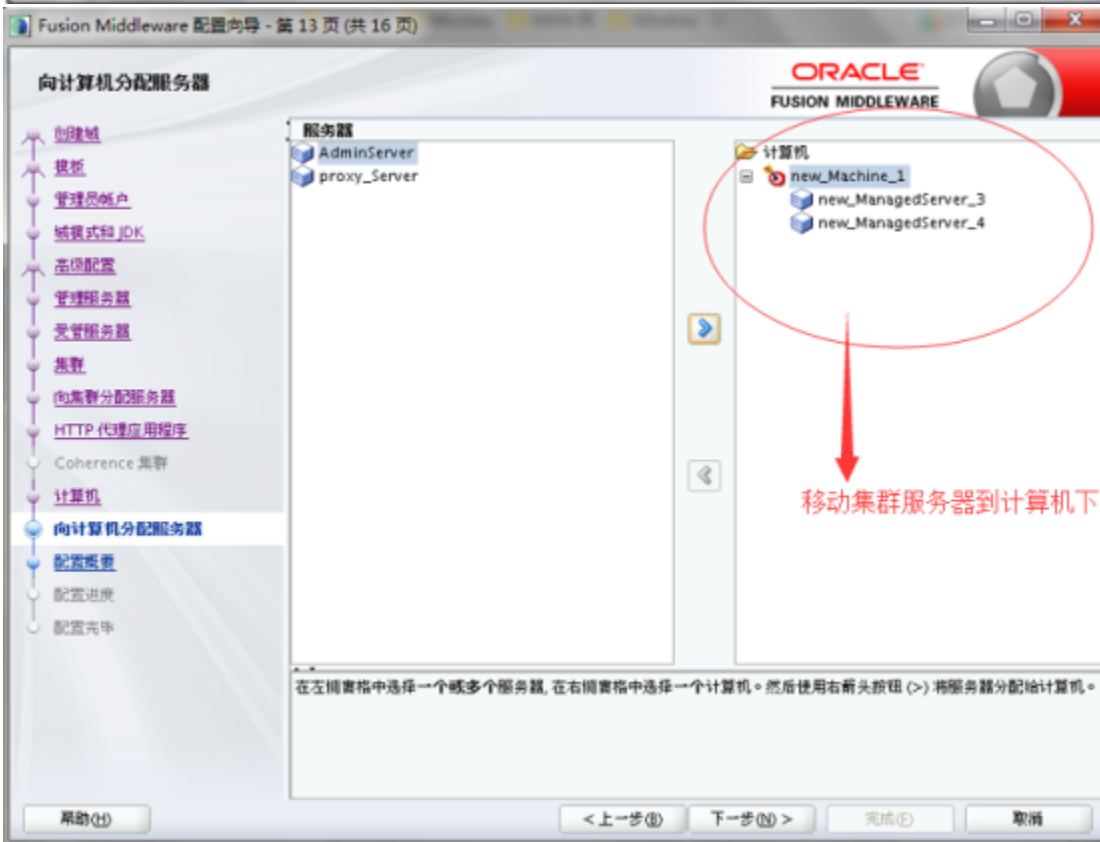 Fusion Middleware 配置向导 - 第 13 页 (共 16 页)
向计算机分配服务器
ORACLE
FUSION MIDDLEWARE
创建域
模板
管理员帐户
域模式和 JDK
高级配置
管理服务器
受管服务器
集群
向集群分配服务器
HTTP 代理应用程序
Coherence 集群
计算机
向计算机分配服务器
配置概要
配置进度
配置完毕
服务器
AdminServer
proxy_Server
计算机
new_Machine_1
new_ManagedServer_3
new_ManagedServer_4
移动集群服务器到计算机下
在左侧窗格中选择一个或多个服务器, 在右侧窗格中选择一个计算机。然后使用右箭头按钮 (>) 将服务器分配给计算机。
帮助(H)
<上一步(B)
下一步(N) >
完成(F)
取消